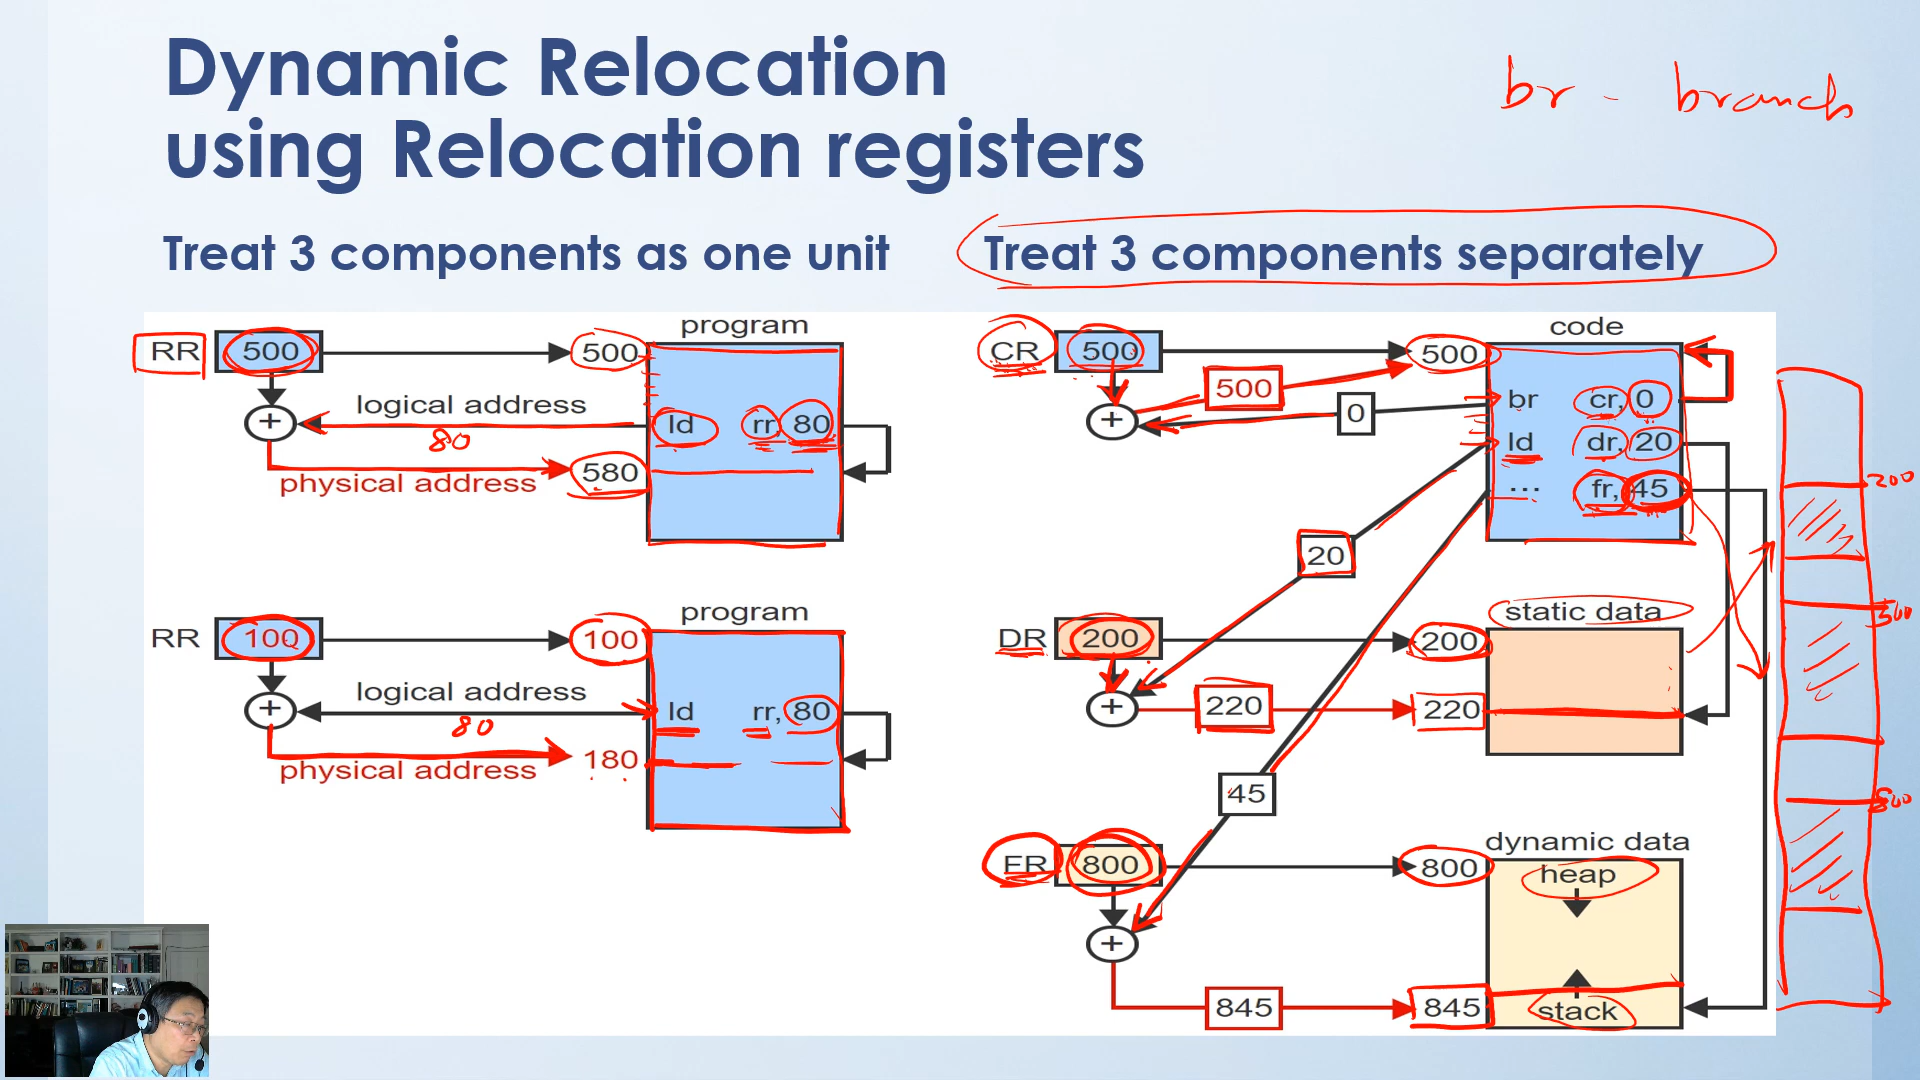 Dynamic Relocation
using Relocation registers
br - branch
Treat 3 components as one unit
Treat 3 components separately
program
RR 500 500
logical address
80
ld rr, 80
+
580
physical address
program
RR 100 100
logical address
80
ld rr, 80
+
180
physical address
code
CR 500 500
500
+
0
br cr, 0
ld dr, 20
... fr, 45
20
static data
DR 200 200
+
220 220
45
dynamic data
FR 800 800
heap
+
845 845
stack
200
500
800